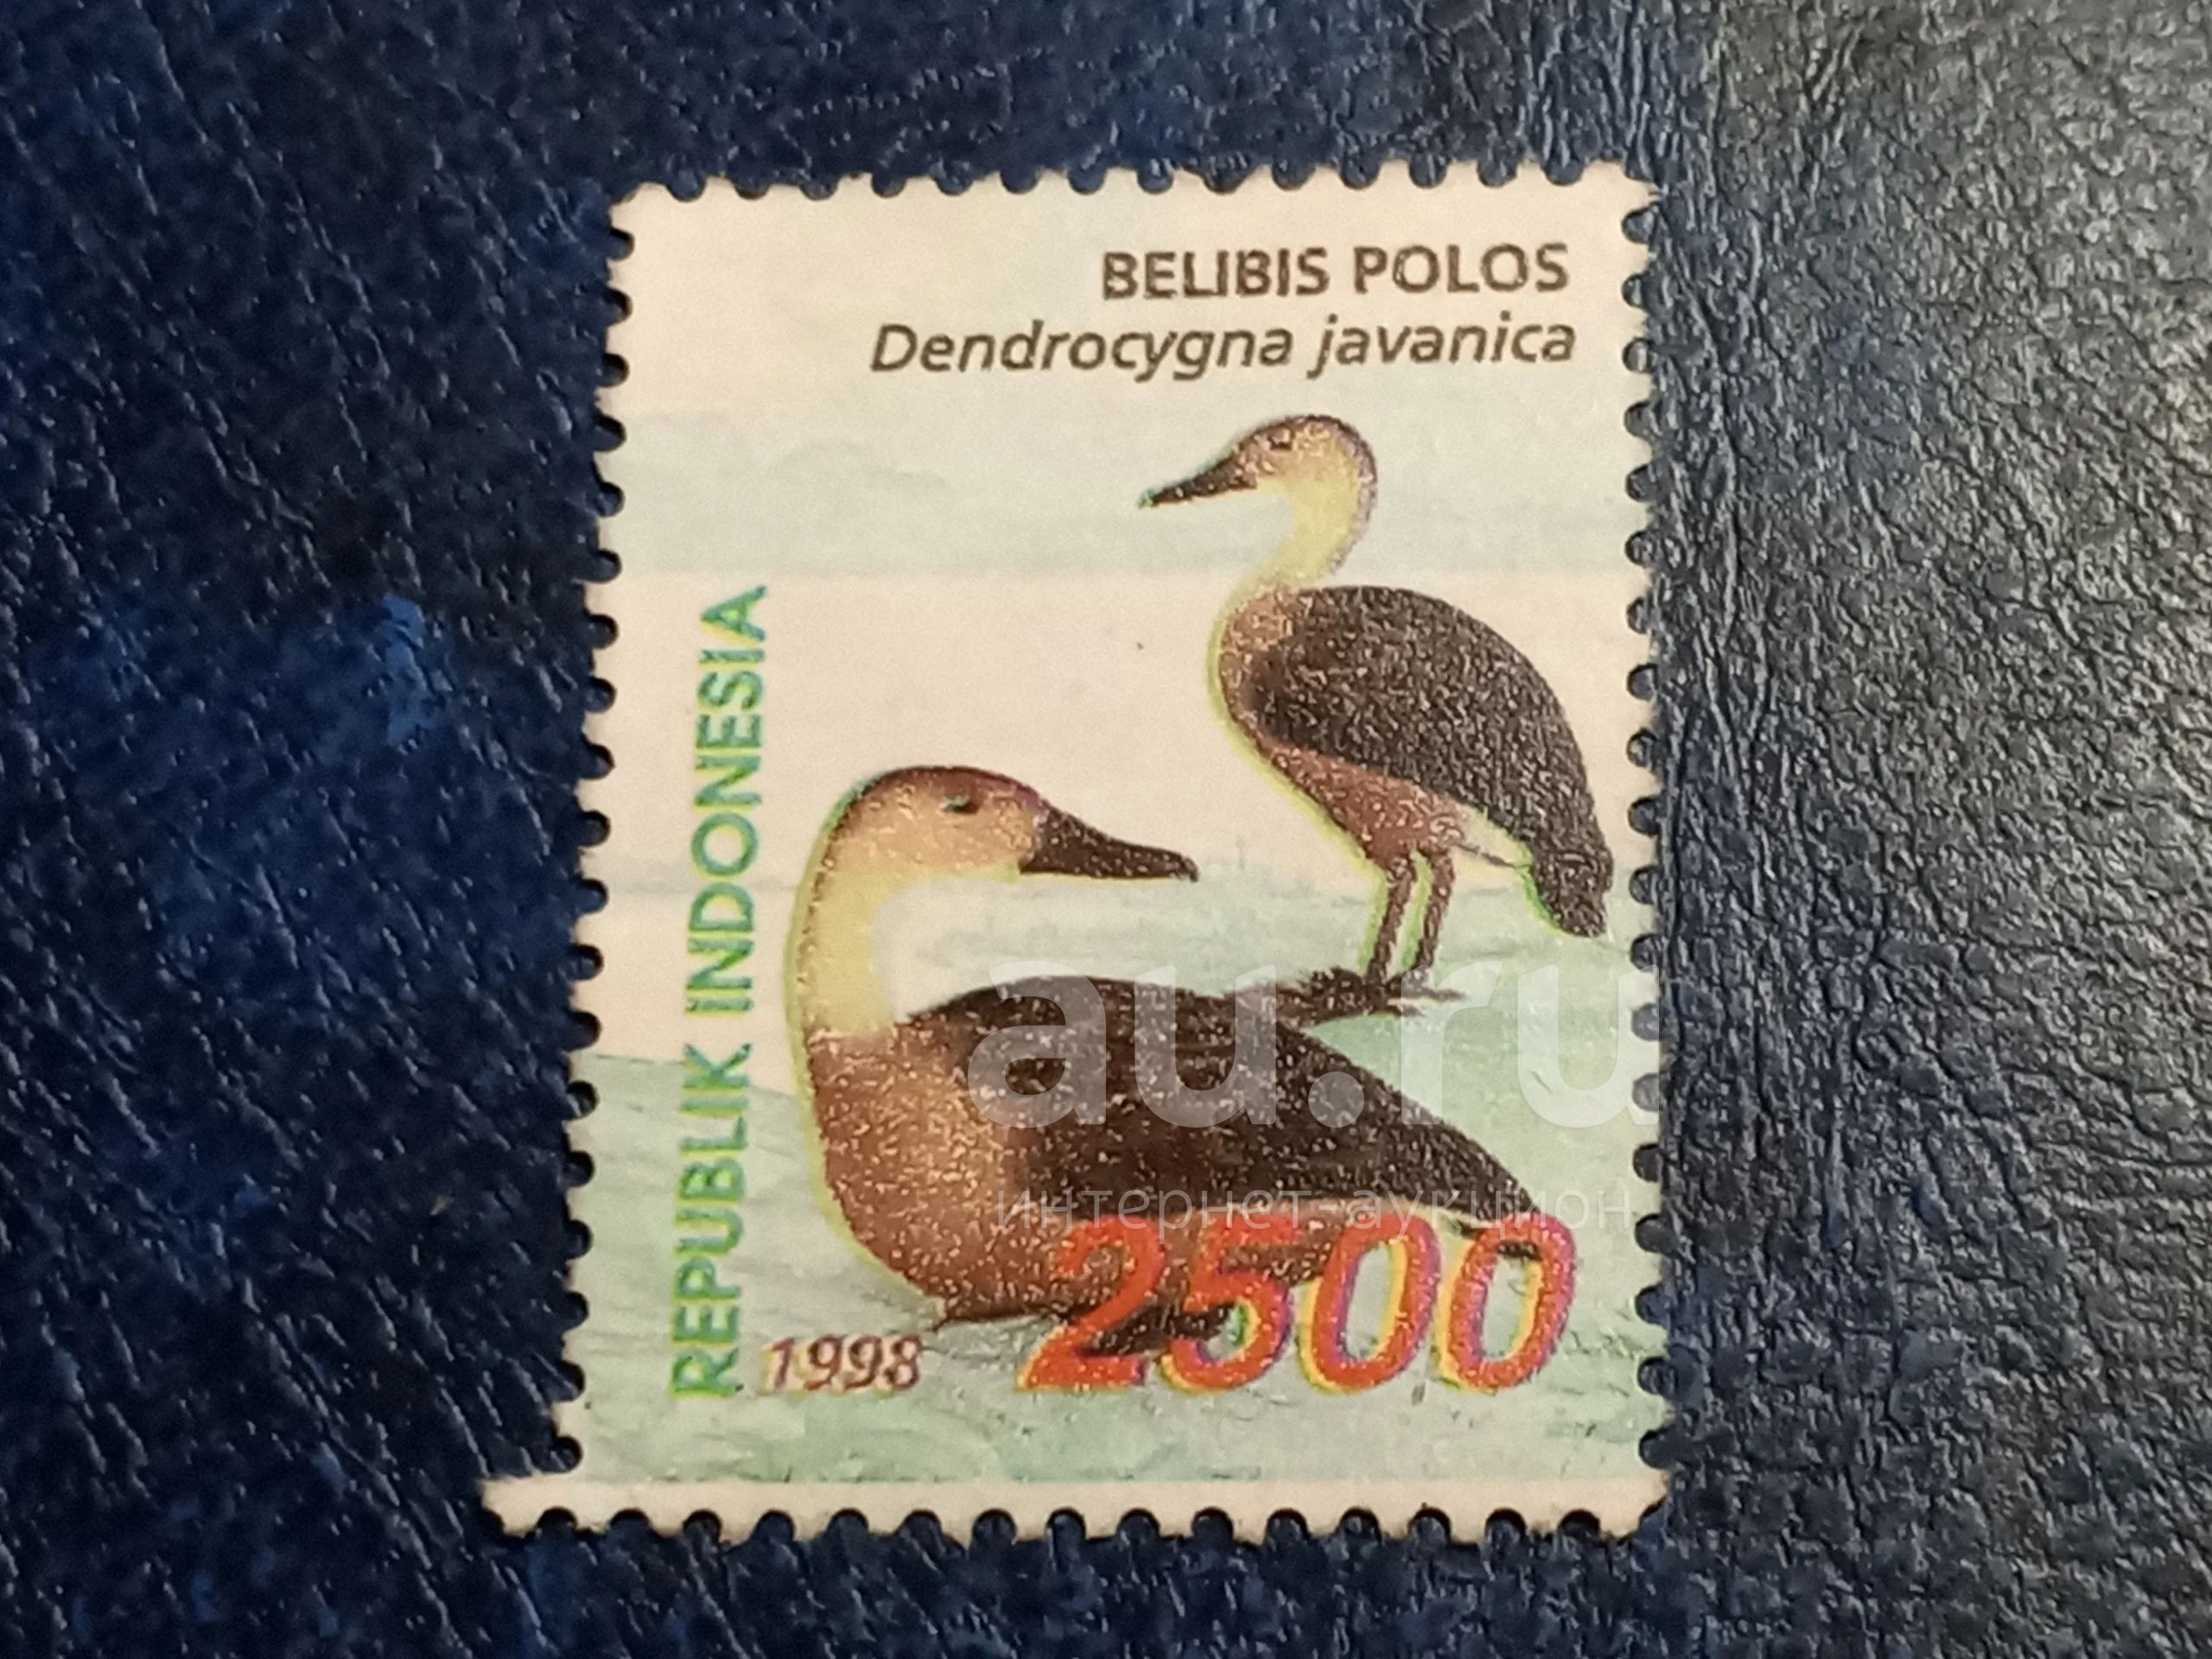 BELIBIS POLOS
Dendrocygna javanica
REPUBLIK INDONESIA
1998
2500
au.ru
интернет-аукцион